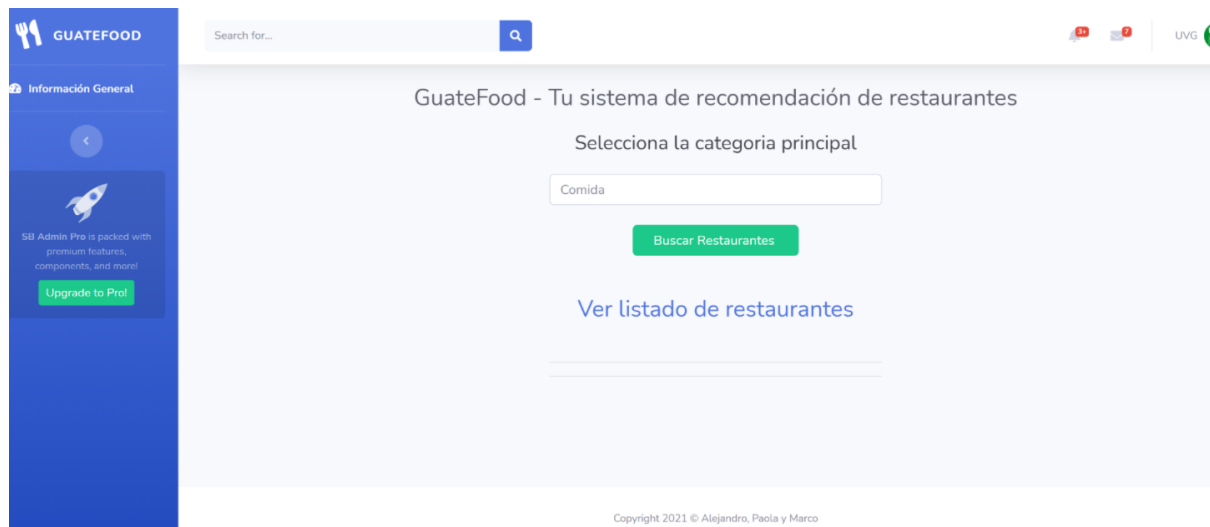 GUATEFOOD
Search for...
3+
7
UVG
Información General
GuateFood - Tu sistema de recomendación de restaurantes
Selecciona la categoria principal
Comida
Buscar Restaurantes
SB Admin Pro is packed with
premium features,
components, and more!
Upgrade to Pro!
Ver listado de restaurantes
Copyright 2021 © Alejandro, Paola y Marco